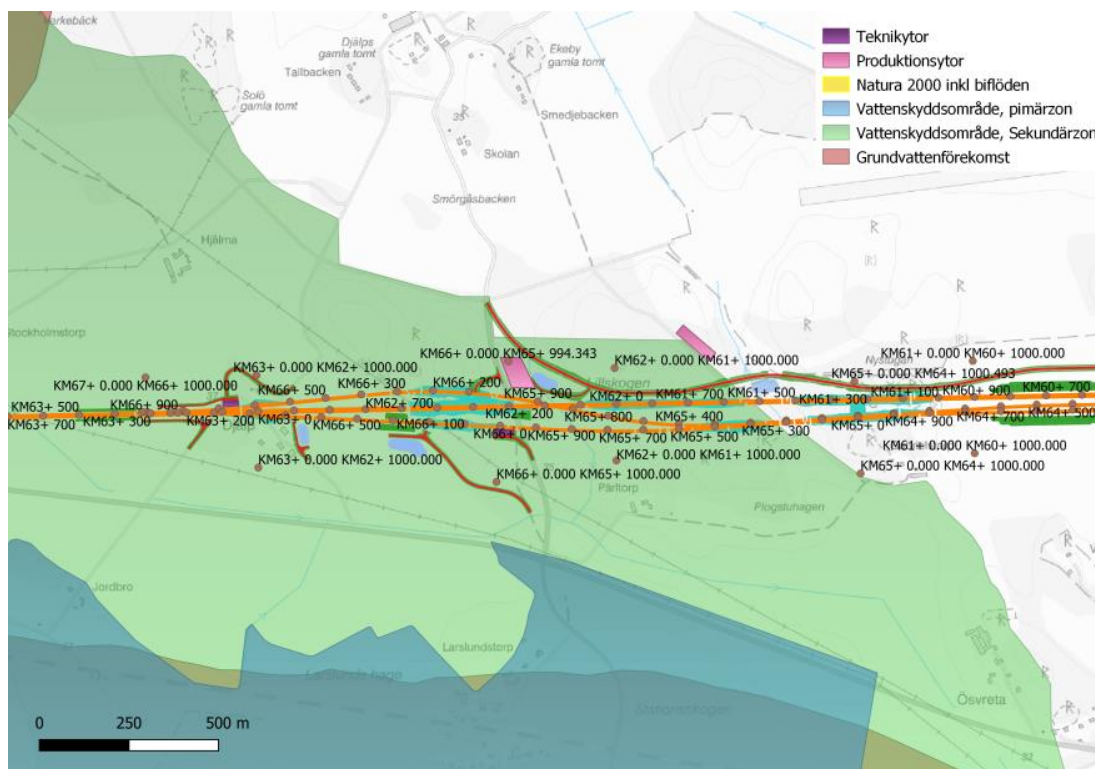 Verkebäck
Djälps
gamla tomt
Ekeby
gamla tomt
Tallbacken
Solö
gamla tomt
Smedjebacken
Skolan
Smörgåsbacken
Hjälma
Stockholmstorp
Teknikytor
Produktionsytor
Natura 2000 inkl biflöden
Vattenskyddsområde, pimärzon
Vattenskyddsområde, Sekundärzon
Grundvattenförekomst
Nystugan
KM66+ 0.000 KM65+ 994.343
KM61+ 0.000 KM60+ 1000.000
KM63+ 0.000 KM62+ 1000.000
KM62+ 0.000 KM61+ 1000.000
KM65+ 0.000 KM64+ 1000.493
KM67+ 0.000 KM66+ 1000.000
KM66+ 500
KM66+ 300
KM66+ 200
KM65+ 900
Lillskogen
KM62+ 0
KM61+ 700
KM61+ 500
KM61+ 300
KM61+ 100
KM60+ 900
KM60+ 700
KM63+ 500
KM66+ 900
KM62+ 700
KM62+ 200
KM65+ 800
KM65+ 400
KM63+ 700
KM63+ 300
KM63+ 200
KM63+ 0
KM66+ 500
KM66+ 100
KM66+ 0
KM65+ 900
KM65+ 700
KM65+ 500
KM65+ 300
KM65+ 0
KM64+ 900
KM64+ 700
KM64+ 500
Djälp
KM63+ 0.000 KM62+ 1000.000
KM62+ 0.000 KM61+ 1000.000
KM61+ 0.000 KM60+ 1000.000
KM66+ 0.000 KM65+ 1000.000
KM65+ 0.000 KM64+ 1000.000
Pärltorp
Plogstuhagen
Jordbro
Larslundstorp
Larslunds hage
Ösvreta
0 250 500 m